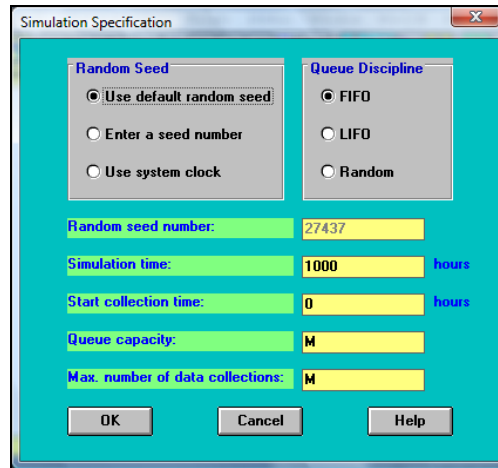 Simulation Specification
Random Seed
Use default random seed
Enter a seed number
Use system clock
Queue Discipline
FIFO
LIFO
Random
Random seed number: 27437
Simulation time: 1000 hours
Start collection time: 0 hours
Queue capacity: M
Max. number of data collections: M
OK Cancel Help